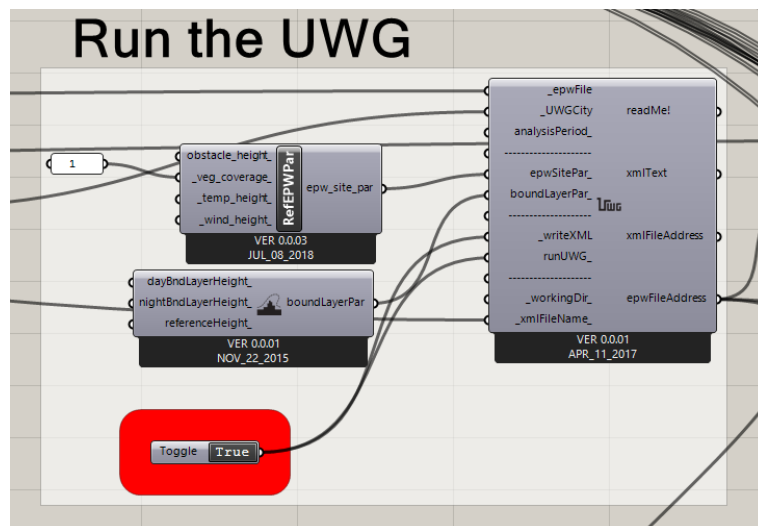 Run the UWG
_epwFile
_UWGCity
readMe!
analysisPeriod_
--------------------
epwSitePar_
xmlText
boundLayerPar_
Uwg
--------------------
_writeXML
xmlFileAddress
runUWG_
--------------------
_workingDir_
epwFileAddress
_xmlFileName_
VER 0.0.01
APR_11_2017
1
obstacle_height_
_veg_coverage_
_temp_height_
_wind_height_
RefEPWPar
epw_site_par
VER 0.0.03
JUL_08_2018
dayBndLayerHeight_
nightBndLayerHeight_
boundLayerPar
referenceHeight_
VER 0.0.01
NOV_22_2015
Toggle True